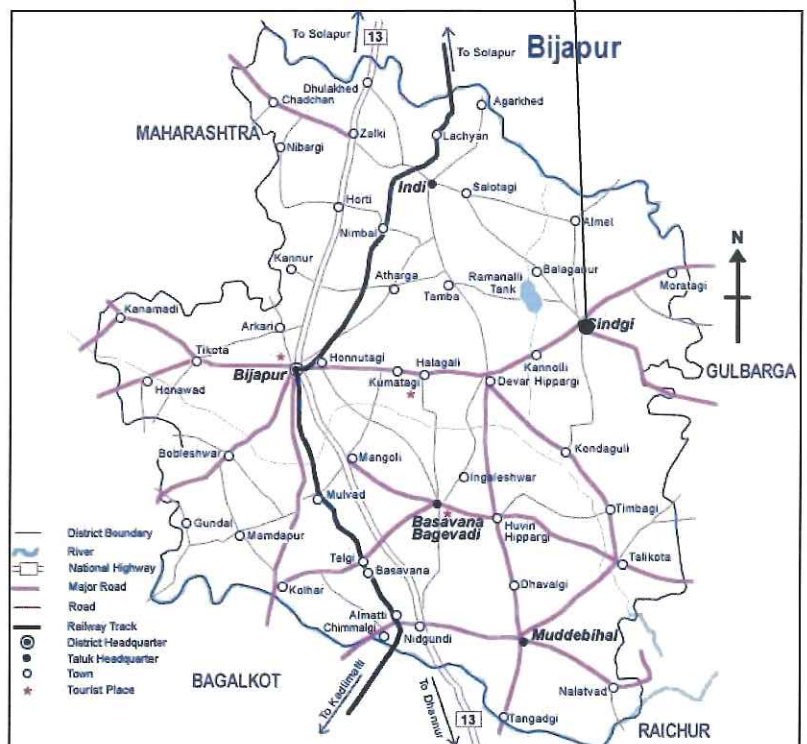 To Solapur
13
To Solapur
Bijapur
Dhulakhed
Chadchan
Agarkhed
MAHARASHTRA
Zalki
Lachyan
Nibargi
Indi
Salotagi
Horti
Almel
Nimbal
N
Kannur
Atharga
Ramanalli
Tank
Balaganur
Moratagi
Tamba
Kanamadi
Arkari
Sindgi
Tikota
Honnutagi
Halagali
Kannolli
Bijapur
Kumatagi
Devar Hippargi
GULBARGA
Honawad
Bobleshwar
Mangoli
Kondaguli
Ingaleshwar
Mulvad
Timbagi
Gundal
Basavana
Bagevadi
Huvin
Hippargi
Mamdapur
Telgi
Talikota
Basavana
Dhavalgi
Kolhar
Almatti
Chimmalgi
Nidgundi
Muddebihal
BAGALKOT
Nalatvad
To Kadlimatti
To Dhannur
13
Tangadgi
RAICHUR
District Boundary
River
National Highway
Major Road
Road
Railway Track
District Headquarter
Taluk Headquarter
Town
Tourist Place